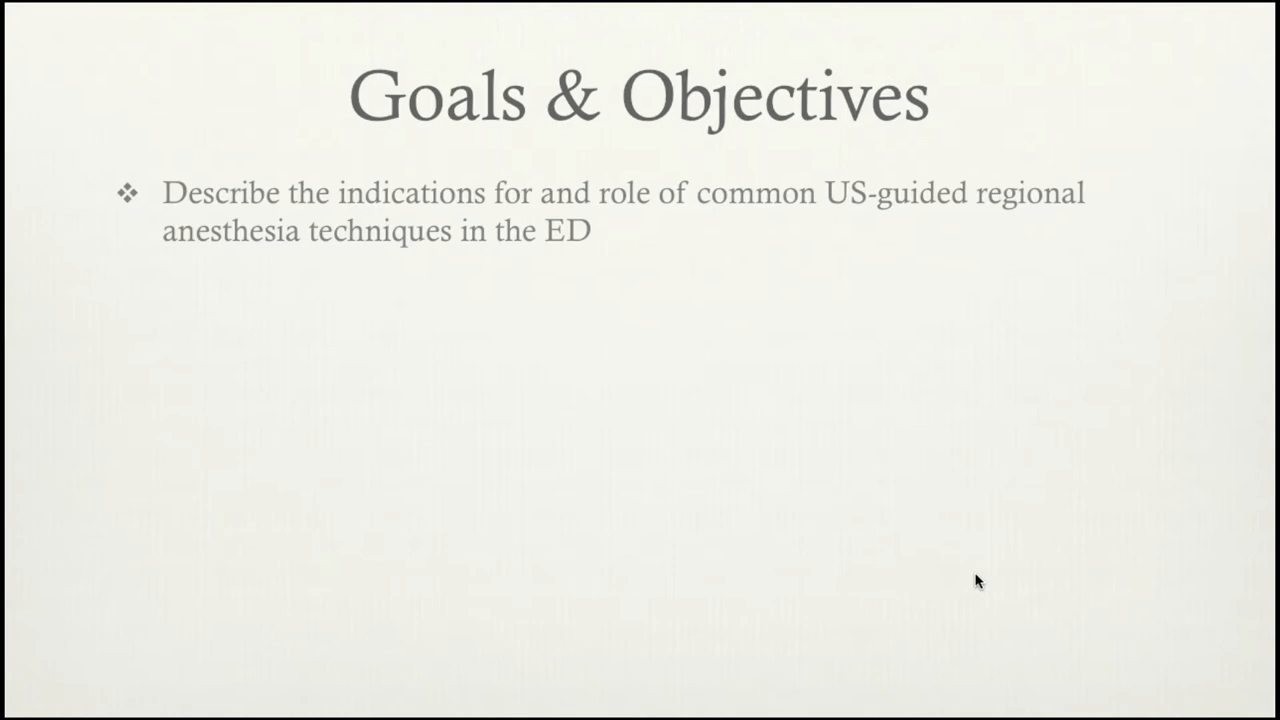 Goals & Objectives
Describe the indications for and role of common US-guided regional
anesthesia techniques in the ED